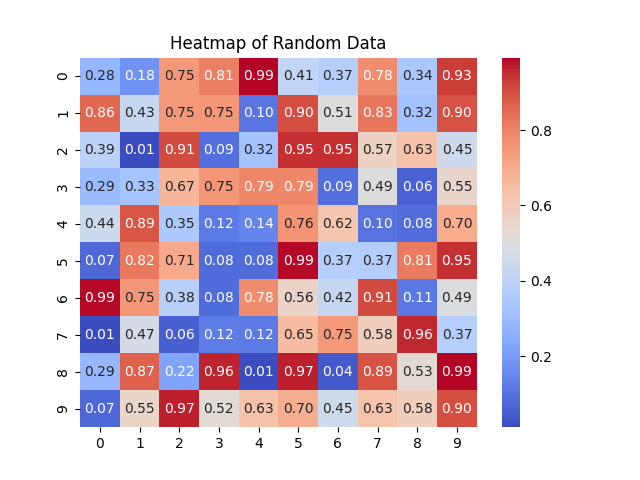 Heatmap of Random Data
0 0.28 0.18 0.75 0.81 0.99 0.41 0.37 0.78 0.34 0.93
1 0.86 0.43 0.75 0.75 0.10 0.90 0.51 0.83 0.32 0.90
0.8
2 0.39 0.01 0.91 0.09 0.32 0.95 0.95 0.57 0.63 0.45
3 0.29 0.33 0.67 0.75 0.79 0.79 0.09 0.49 0.06 0.55
0.6
4 0.44 0.89 0.35 0.12 0.14 0.76 0.62 0.10 0.08 0.70
5 0.07 0.82 0.71 0.08 0.08 0.99 0.37 0.37 0.81 0.95
0.4
6 0.99 0.75 0.38 0.08 0.78 0.56 0.42 0.91 0.11 0.49
7 0.01 0.47 0.06 0.12 0.12 0.65 0.75 0.58 0.96 0.37
0.2
8 0.29 0.87 0.22 0.96 0.01 0.97 0.04 0.89 0.53 0.99
9 0.07 0.55 0.97 0.52 0.63 0.70 0.45 0.63 0.58 0.90
0 1 2 3 4 5 6 7 8 9